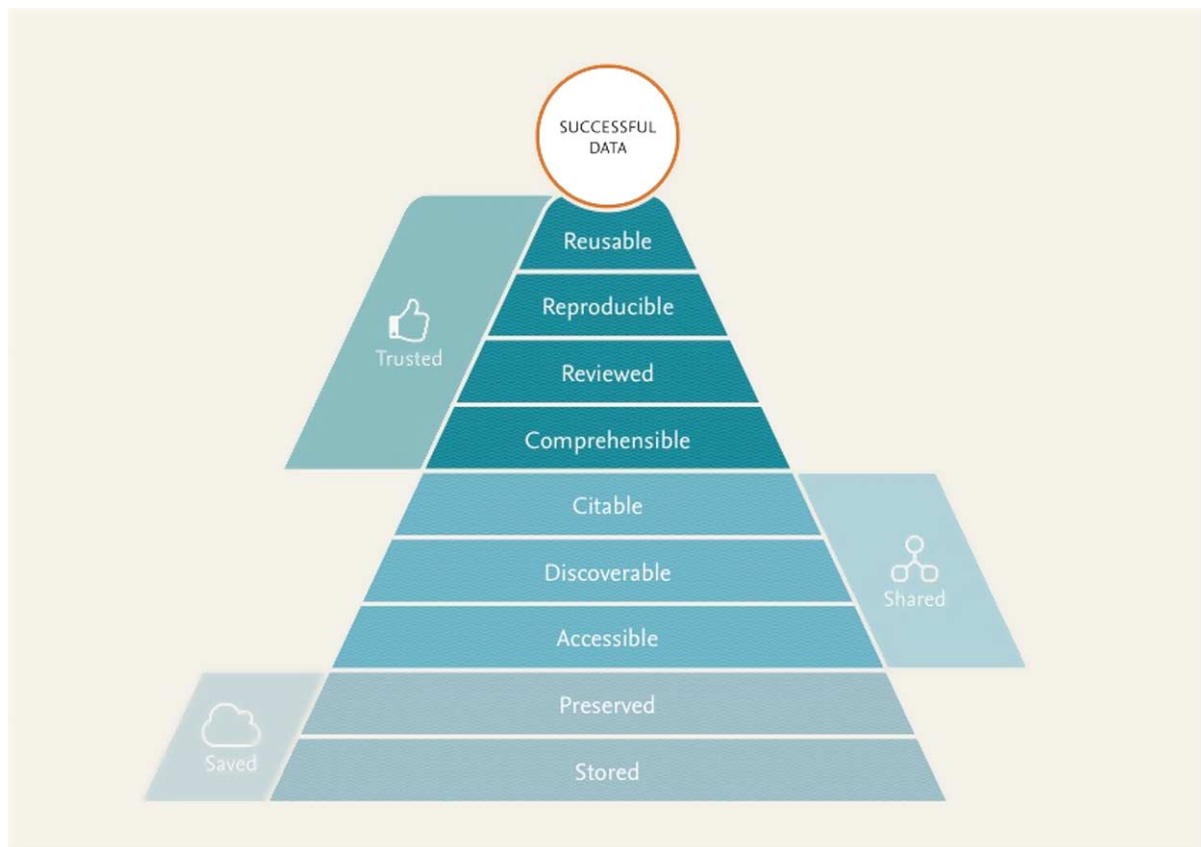 SUCCESSFUL
DATA
Reusable
Reproducible
Trusted
Reviewed
Comprehensible
Citable
Discoverable
Shared
Accessible
Preserved
Saved
Stored